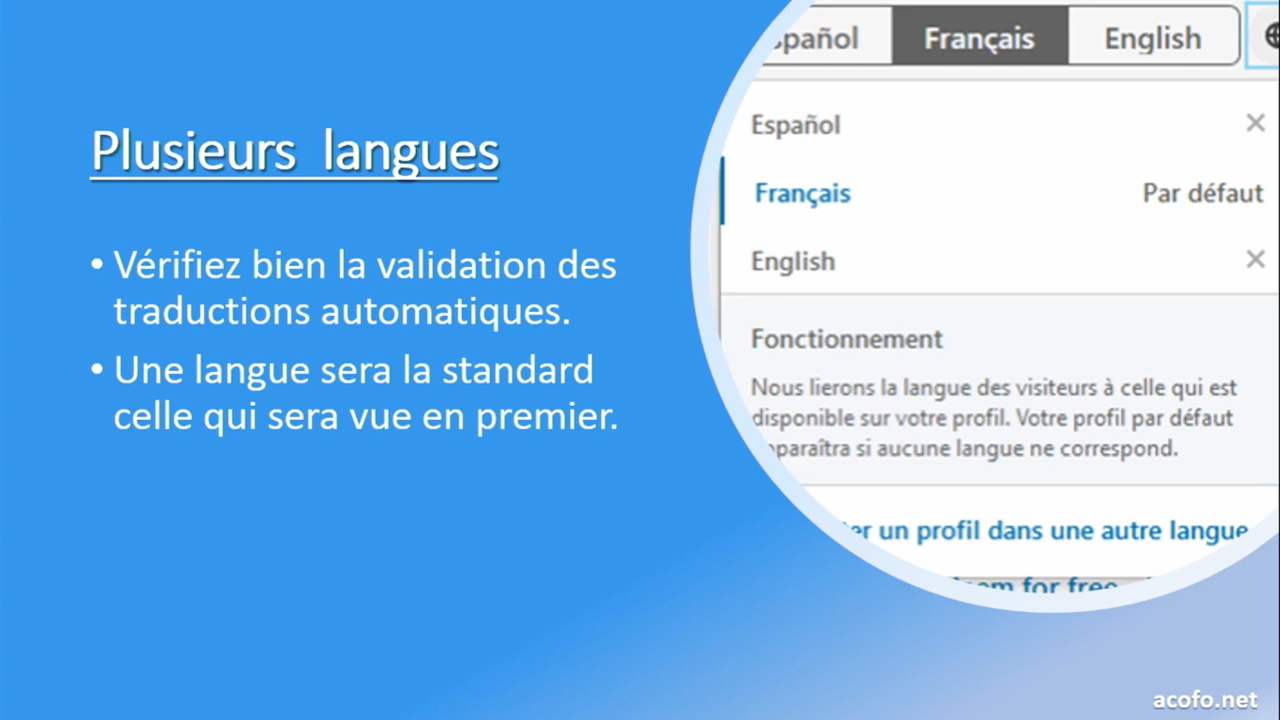 Plusieurs langues
• Vérifiez bien la validation des
traductions automatiques.
• Une langue sera la standard
celle qui sera vue en premier.
Français
English
Español
Français
Par défaut
English
Fonctionnement
Nous lierons la langue des visiteurs à celle qui est
disponible sur votre profil. Votre profil par défaut
si aucune langue ne correspond.
un profil dans une autre langue
for free
acofo.net